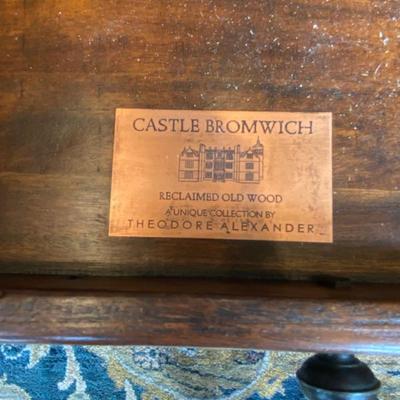 CASTLE BROMWICH
RECLAIMED OLD WOOD
A UNIQUE COLLECTION BY
THEODORE ALEXANDER